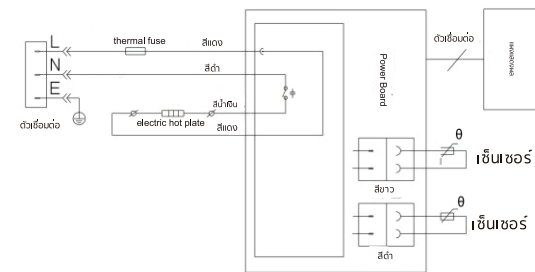 L
thermal fuse
สีแดง
N
สีดำ
E
สีน้ำเงิน
electric hot plate
สีแดง
ตัวเชื่อมต่อ
Power Board
ตัวเชื่อมต่อ
θ
เซ็นเซอร์
สีขาว
θ
เซ็นเซอร์
สีดำ